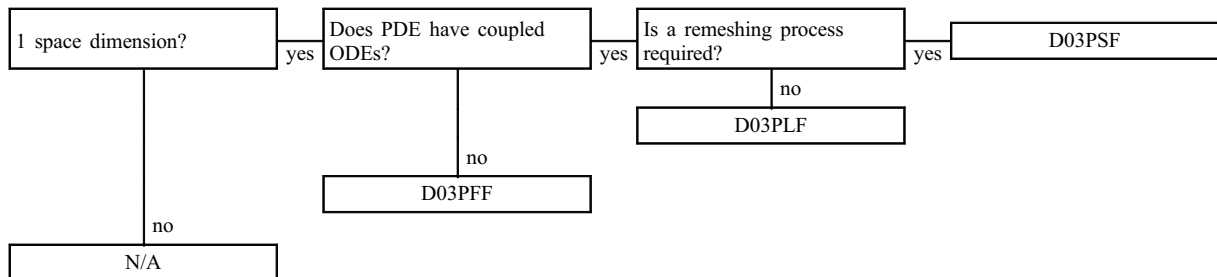 1 space dimension?
yes
Does PDE have coupled
ODEs?
yes
Is a remeshing process
required?
yes
D03PSF
no
D03PLF
no
D03PFF
no
N/A